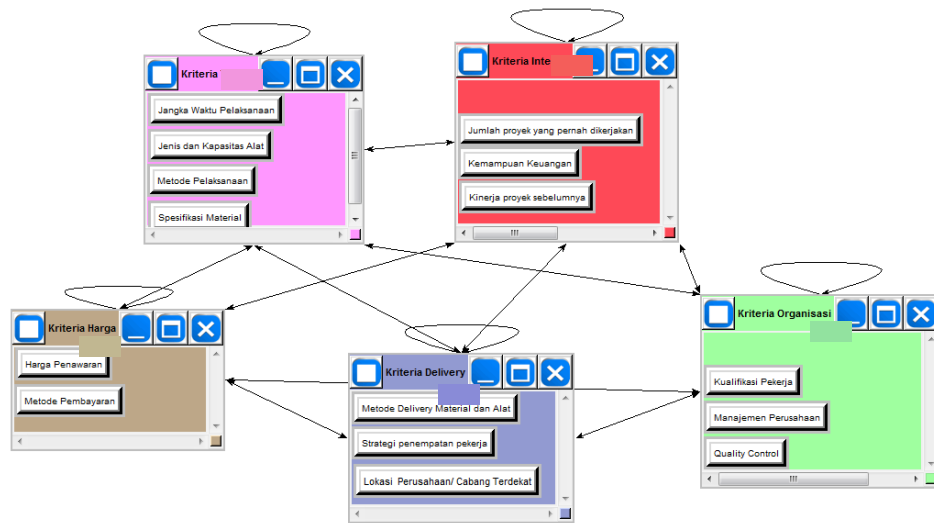 Kriteria
Jangka Waktu Pelaksanaan
Jenis dan Kapasitas Alat
Metode Pelaksanaan
Spesifikasi Material
Kriteria Inte
Jumlah proyek yang pernah dikerjakan
Kemampuan Keuangan
Kinerja proyek sebelumnya
Kriteria Harga
Harga Penawaran
Metode Pembayaran
Kriteria Delivery
Metode Delivery Material dan Alat
Strategi penempatan pekerja
Lokasi Perusahaan/ Cabang Terdekat
Kriteria Organisasi
Kualifikasi Pekerja
Manajemen Perusahaan
Quality Control